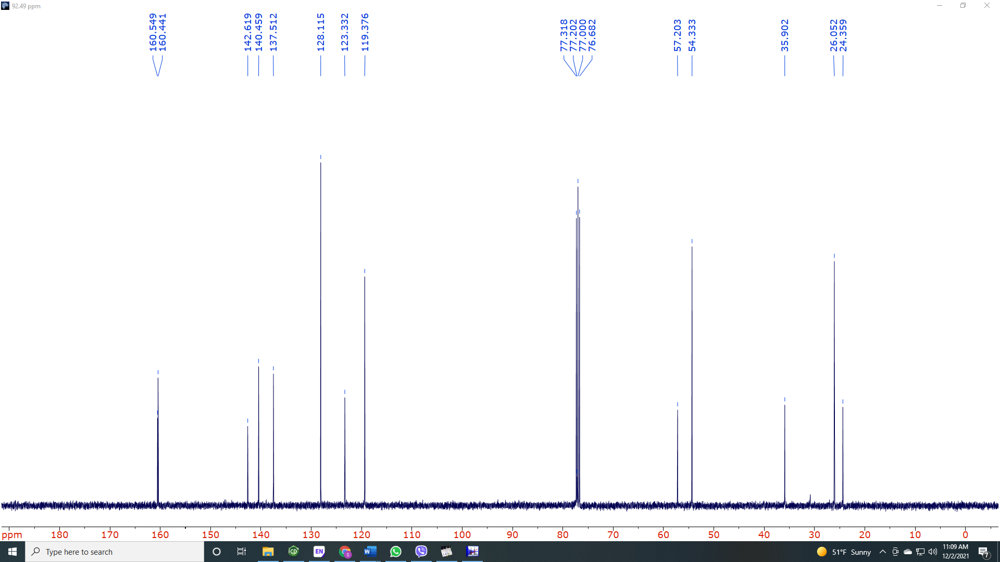 92.49 ppm
160.549
160.441
142.619
140.459
137.512
128.115
123.332
119.376
77.318
77.202
77.000
76.682
57.203
54.333
35.902
26.052
24.359
ppm 180 170 160 150 140 130 120 110 100 90 80 70 60 50 40 30 20 10 0
Type here to search
CD
EN
S
W
51°F Sunny
11:09 AM
12/2/2021
7